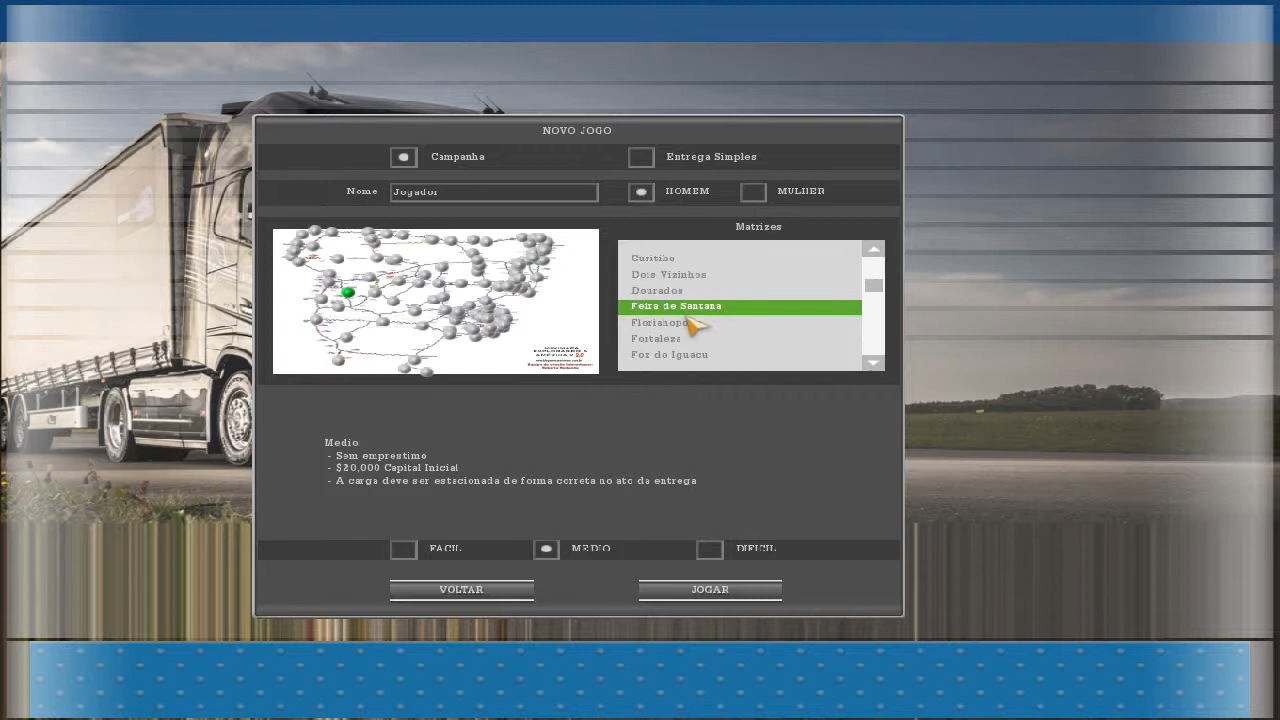 NOVO JOGO
Campanha
Entrega Simples
Nome
Jogador
HOMEM
MULHER
Matrizes
Curitiba
Dois Vizinhos
Dourados
Feira de Santana
Florianopo
Fortaleza
Foz do Iguacu
Medio:
- Sem emprestimo
- $20,000 Capital Inicial
- A carga deve ser estacionada de forma correta no ato da entrega
FACIL
MEDIO
DIFICIL
VOLTAR
JOGAR